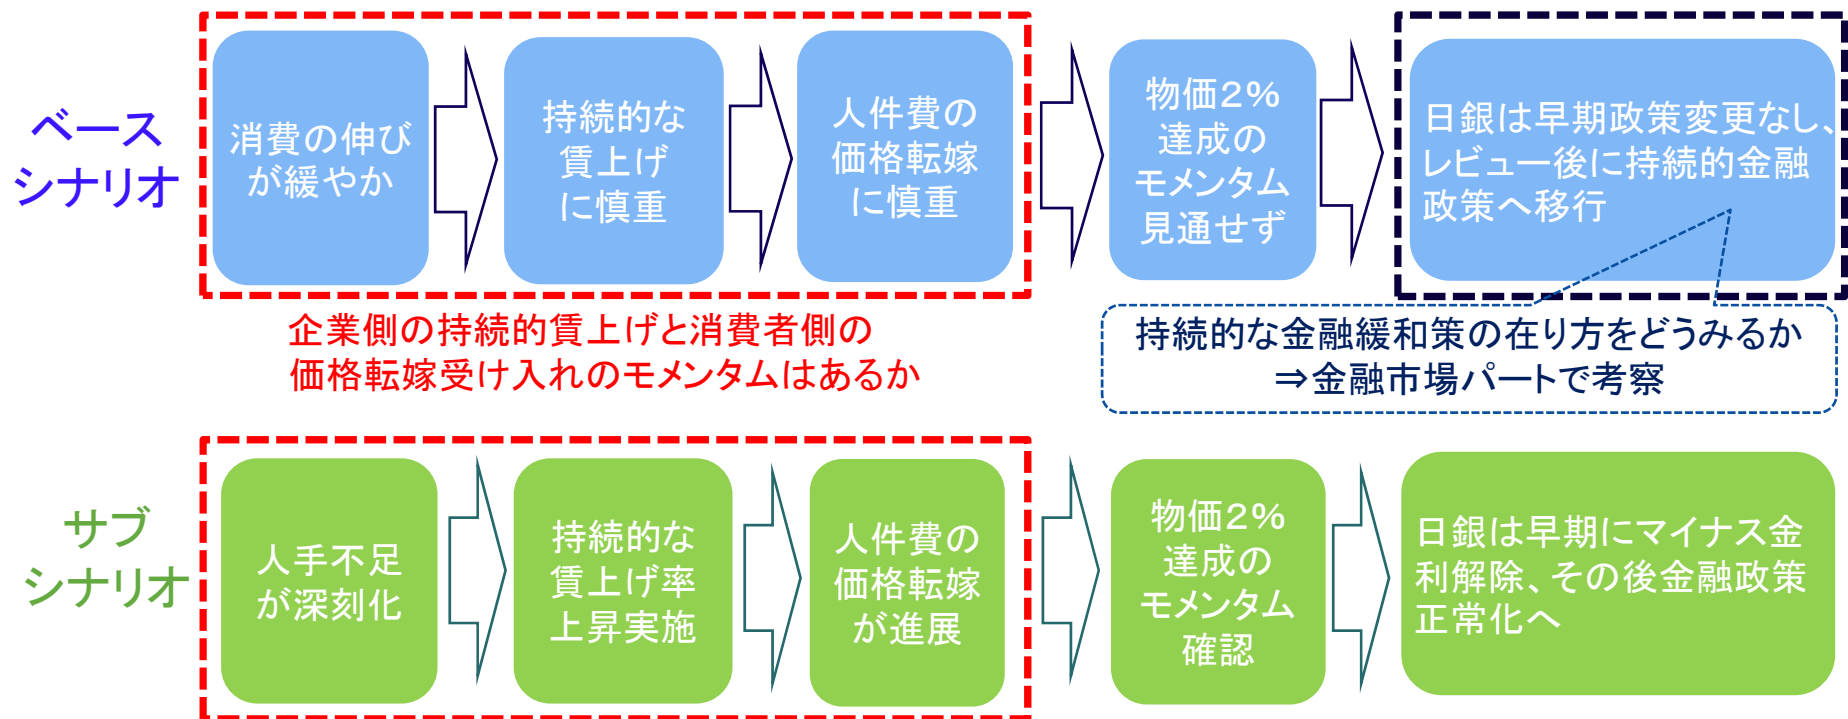 ベース
シナリオ
消費の伸び
が緩やか
持続的な
賃上げ
に慎重
人件費の
価格転嫁
に慎重
物価2%
達成の
モメンタム
見通せず
日銀は早期政策変更なし、
レビュー後に持続的金融
政策へ移行
企業側の持続的賃上げと消費者側の
価格転嫁受け入れのモメンタムはあるか
持続的な金融緩和策の在り方をどうみるか
⇒金融市場パートで考察
サブ
シナリオ
人手不足
が深刻化
持続的な
賃上げ率
上昇実施
人件費の
価格転嫁
が進展
物価2%
達成の
モメンタム
確認
日銀は早期にマイナス金
利解除、その後金融政策
正常化へ